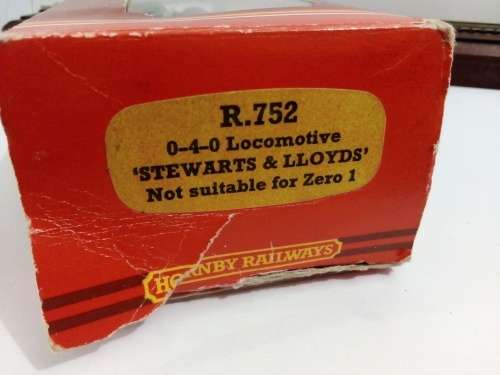 R.752
0-4-0 Locomotive
'STEWARTS & LLOYDS'
Not suitable for Zero 1
HORNBY RAILWAYS